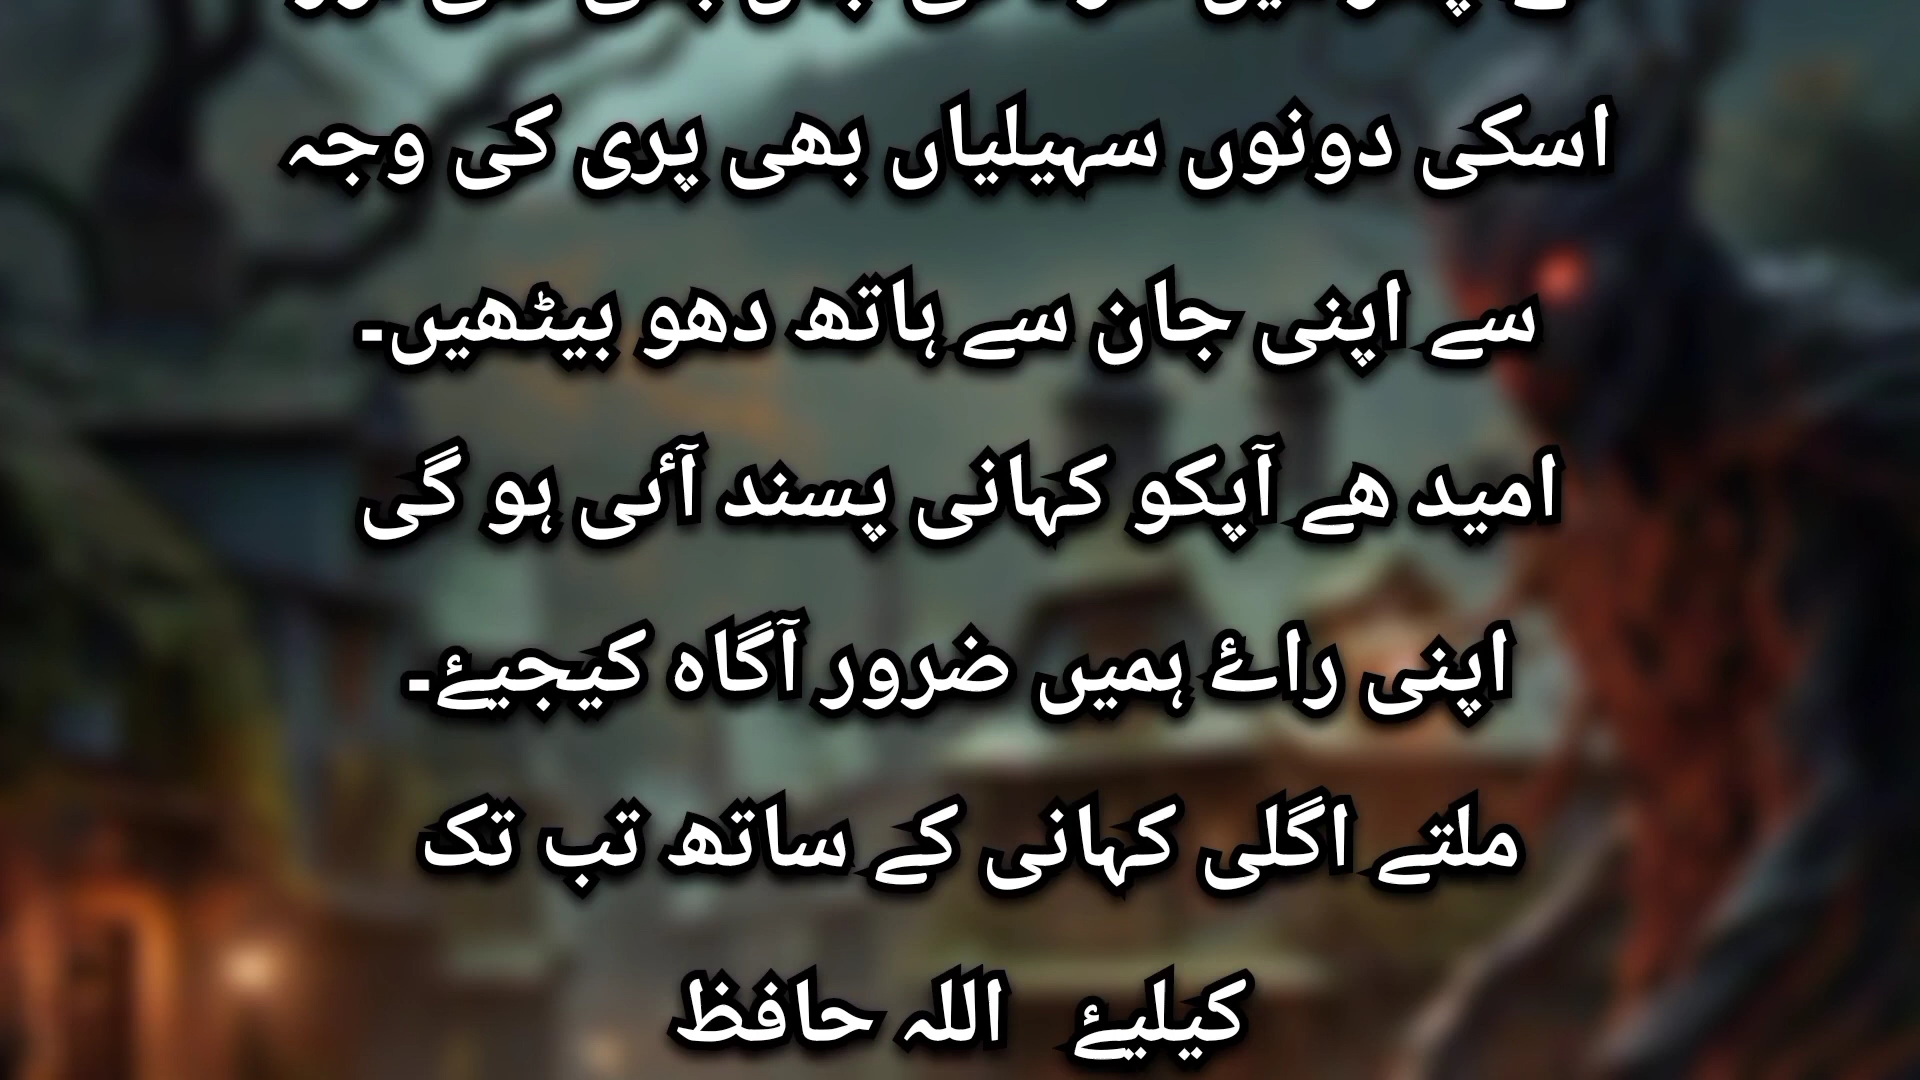 اسکی دونوں سہیلیاں بھی پری کی وجہ
سے اپنی جان سے ہاتھ دھو بیٹھیں۔
امید ھے آپکو کہانی پسند آئی ہو گی
اپنی راۓ ہمیں ضرور آگاہ کیجیۓ۔
ملتے اگلی کہانی کے ساتھ تب تک
کیلیۓ اللہ حافظ